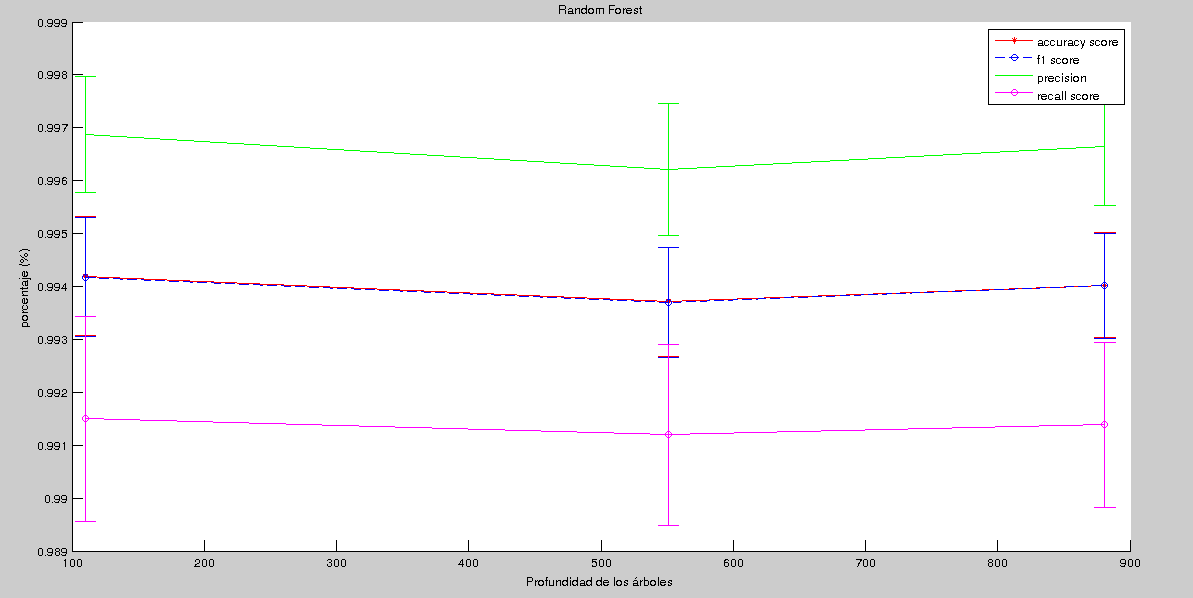 Random Forest
0.999
0.998
0.997
0.996
0.995
0.994
0.993
0.992
0.991
0.99
0.989
porcentaje (%)
accuracy score
f1 score
precision
recall score
100
200
300
400
500
600
700
800
900
Profundidad de los árboles